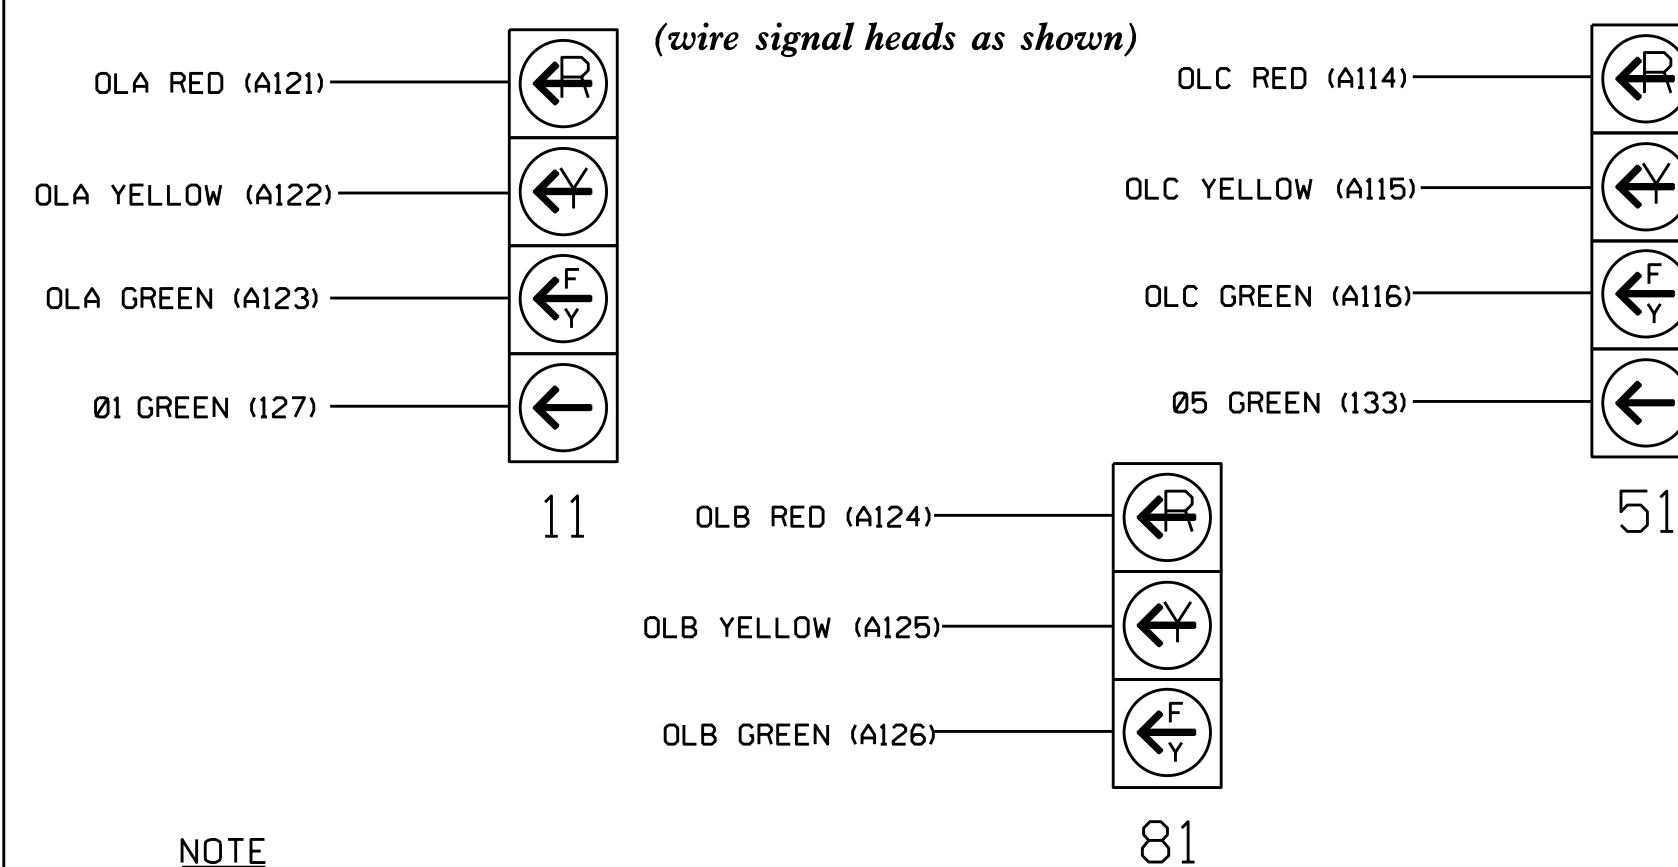 (wire signal heads as shown)
OLA RED (A121)
R
OLA YELLOW (A122)
Y
OLA GREEN (A123)
F
Y
Ø1 GREEN (127)
11
OLC RED (A114)
R
OLC YELLOW (A115)
Y
OLC GREEN (A116)
F
Y
Ø5 GREEN (133)
51
OLB RED (A124)
R
OLB YELLOW (A125)
Y
OLB GREEN (A126)
F
Y
81
NOTE